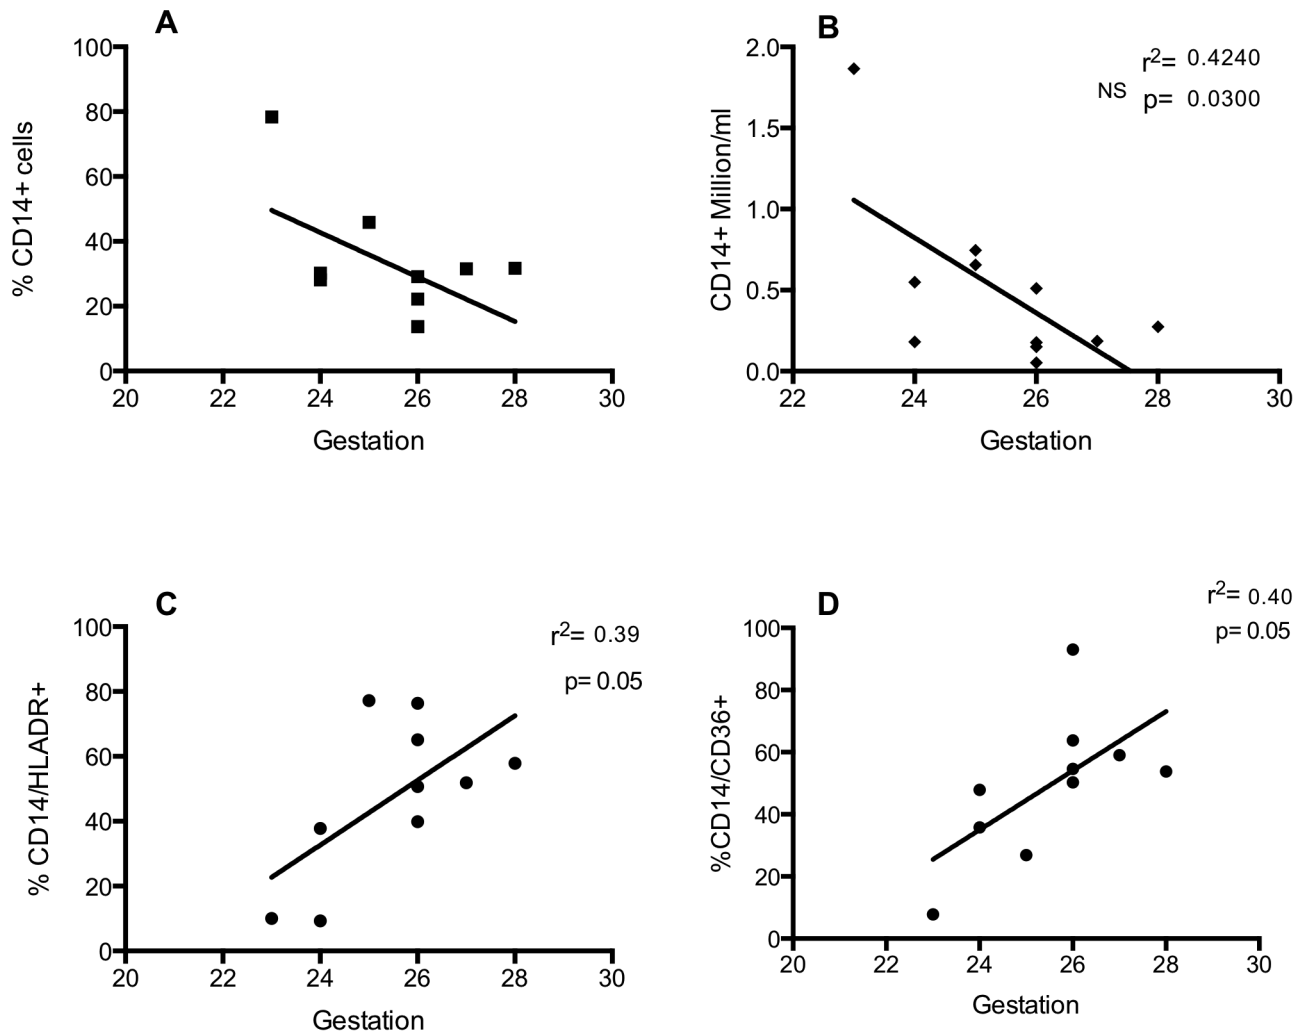 A
% CD14+ cells
100
80
60
40
20
0
20 22 24 26 28 30
Gestation
B
r2= 0.4240
NS p= 0.0300
CD14+ Million/ml
2.0
1.5
1.0
0.5
0.0
22 24 26 28 30
Gestation
C
r2= 0.39
p= 0.05
% CD14/HLADR+
100
80
60
40
20
0
20 22 24 26 28 30
Gestation
D
r2= 0.40
p= 0.05
%CD14/CD36+
100
80
60
40
20
0
20 22 24 26 28 30
Gestation